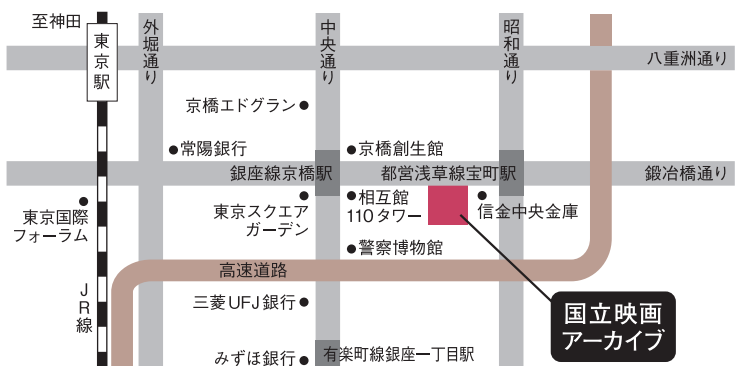 至神田
東京駅
外堀通り
中央通り
昭和通り
八重洲通り
京橋エドグラン
常陽銀行
京橋創生館
銀座線京橋駅
都営浅草線宝町駅
鍛冶橋通り
東京国際
フォーラム
東京スクエア
ガーデン
相互館
110タワー
信金中央金庫
警察博物館
高速道路
JR線
三菱UFJ銀行
国立映画
アーカイブ
みずほ銀行
有楽町線銀座一丁目駅